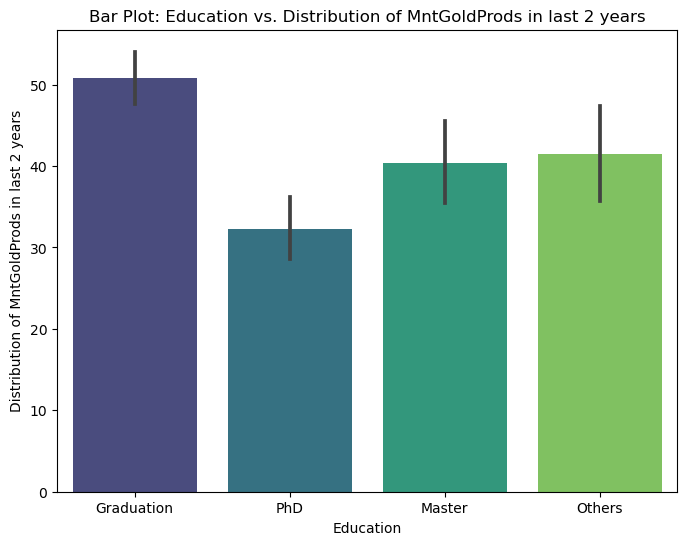 Bar Plot: Education vs. Distribution of MntGoldProds in last 2 years
Distribution of MntGoldProds in last 2 years
50
40
30
20
10
0
Graduation
PhD
Master
Others
Education